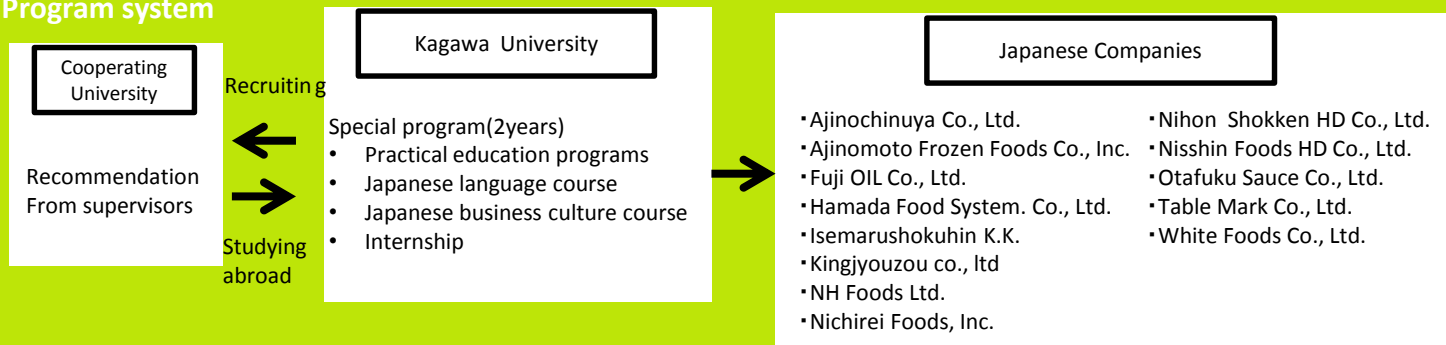 Program system
Cooperating
University
Recommendation
From supervisors
Recruiting
Studying
abroad
Kagawa University
Special program(2years)
• Practical education programs
• Japanese language course
• Japanese business culture course
• Internship
Japanese Companies
・Ajinochinuya Co., Ltd.
・Ajinomoto Frozen Foods Co., Inc.
・Fuji OIL Co., Ltd.
・Hamada Food System. Co., Ltd.
・Isemarushokuhin K.K.
・Kingjyouzou co., ltd
・NH Foods Ltd.
・Nichirei Foods, Inc.
・Nihon Shokken HD Co., Ltd.
・Nisshin Foods HD Co., Ltd.
・Otafuku Sauce Co., Ltd.
・Table Mark Co., Ltd.
・White Foods Co., Ltd.